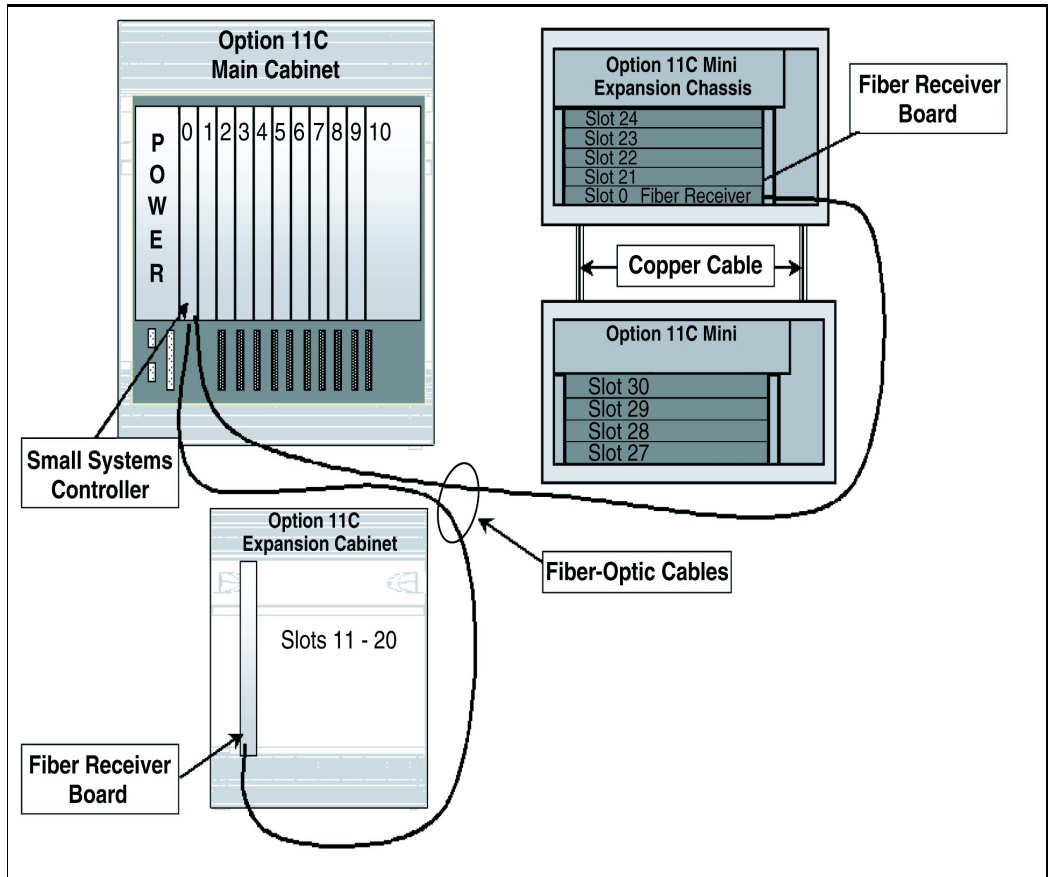 Option 11C
Main Cabinet
POWER
0 1 2 3 4 5 6 7 8 9 10
Small Systems
Controller
Option 11C Mini
Expansion Chassis
Slot 24
Slot 23
Slot 22
Slot 21
Slot 0 Fiber Receiver
Fiber Receiver
Board
Copper Cable
Option 11C Mini
Slot 30
Slot 29
Slot 28
Slot 27
Fiber-Optic Cables
Option 11C
Expansion Cabinet
Slots 11 - 20
Fiber Receiver
Board